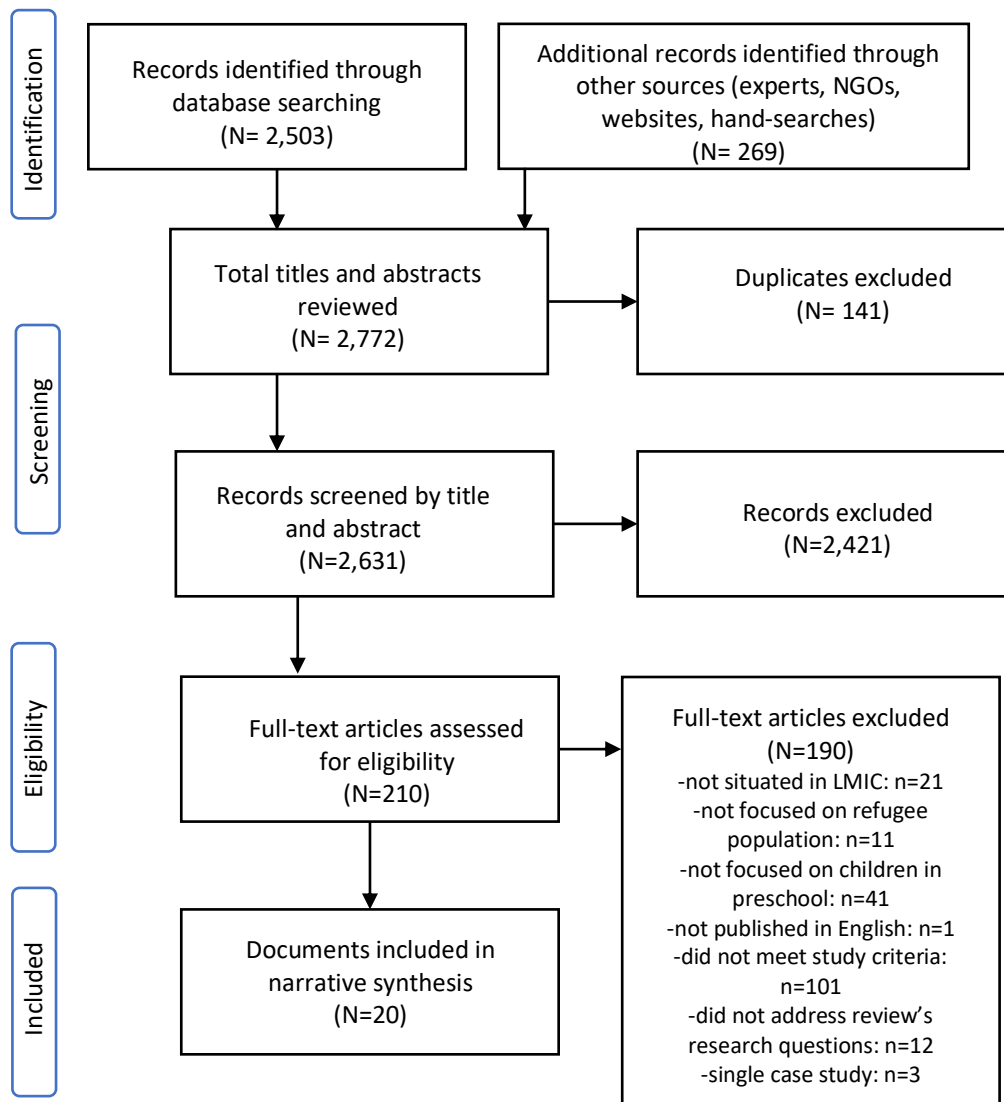 Identification
Records identified through
database searching
(N= 2,503)
Additional records identified through
other sources (experts, NGOs,
websites, hand-searches)
(N= 269)
Total titles and abstracts
reviewed
(N= 2,772)
Duplicates excluded
(N= 141)
Screening
Records screened by title
and abstract
(N=2,631)
Records excluded
(N=2,421)
Eligibility
Full-text articles assessed
for eligibility
(N=210)
Full-text articles excluded
(N=190)
-not situated in LMIC: n=21
-not focused on refugee
population: n=11
-not focused on children in
preschool: n=41
-not published in English: n=1
-did not meet study criteria:
n=101
-did not address review’s
research questions: n=12
-single case study: n=3
Included
Documents included in
narrative synthesis
(N=20)